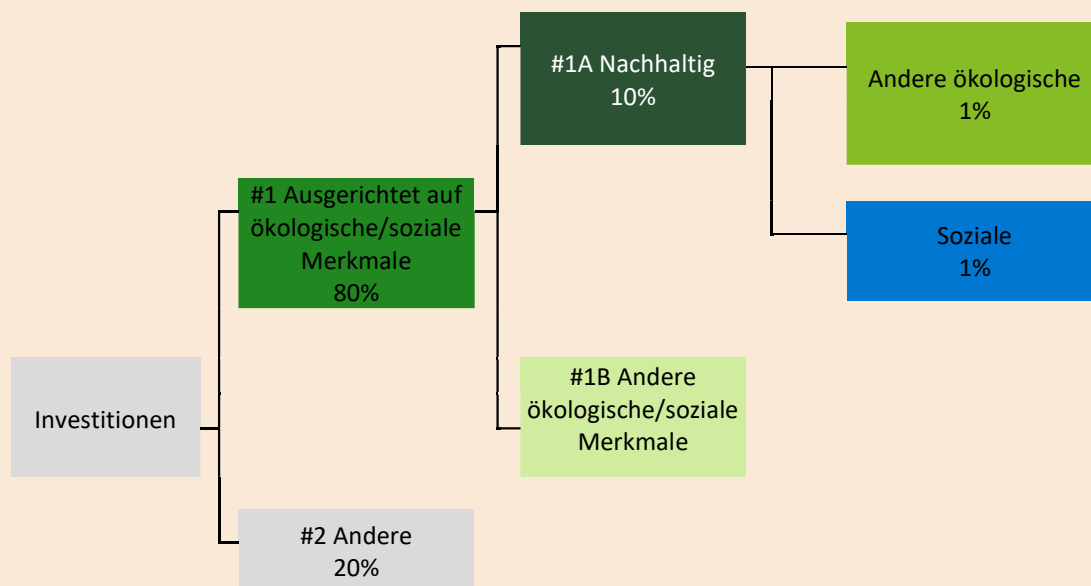 #1A Nachhaltig
10%
Andere ökologische
1%
#1 Ausgerichtet auf
ökologische/soziale
Merkmale
80%
Soziale
1%
Investitionen
#1B Andere
ökologische/soziale
Merkmale
#2 Andere
20%